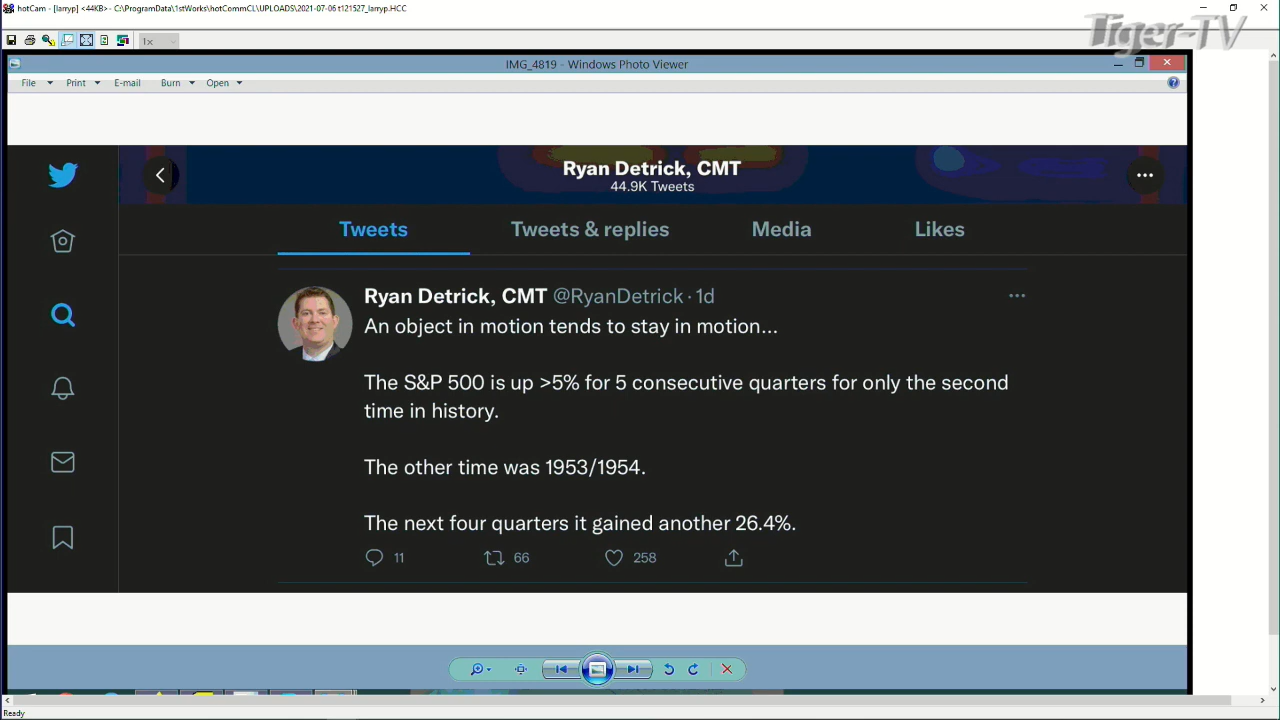 hotCam - [larryp] <44KB> - C:\ProgramData\1stWorks\hotCommCL\UPLOADS\2021-07-06 t121527_larryp.HCC
Tiger-TV
1x
IMG_4819 - Windows Photo Viewer
File Print E-mail Burn Open
Ryan Detrick, CMT
44.9K Tweets
Tweets Tweets & replies Media Likes
Ryan Detrick, CMT @RyanDetrick · 1d
An object in motion tends to stay in motion...
The S&P 500 is up >5% for 5 consecutive quarters for only the second
time in history.
The other time was 1953/1954.
The next four quarters it gained another 26.4%.
11 66 258
Ready